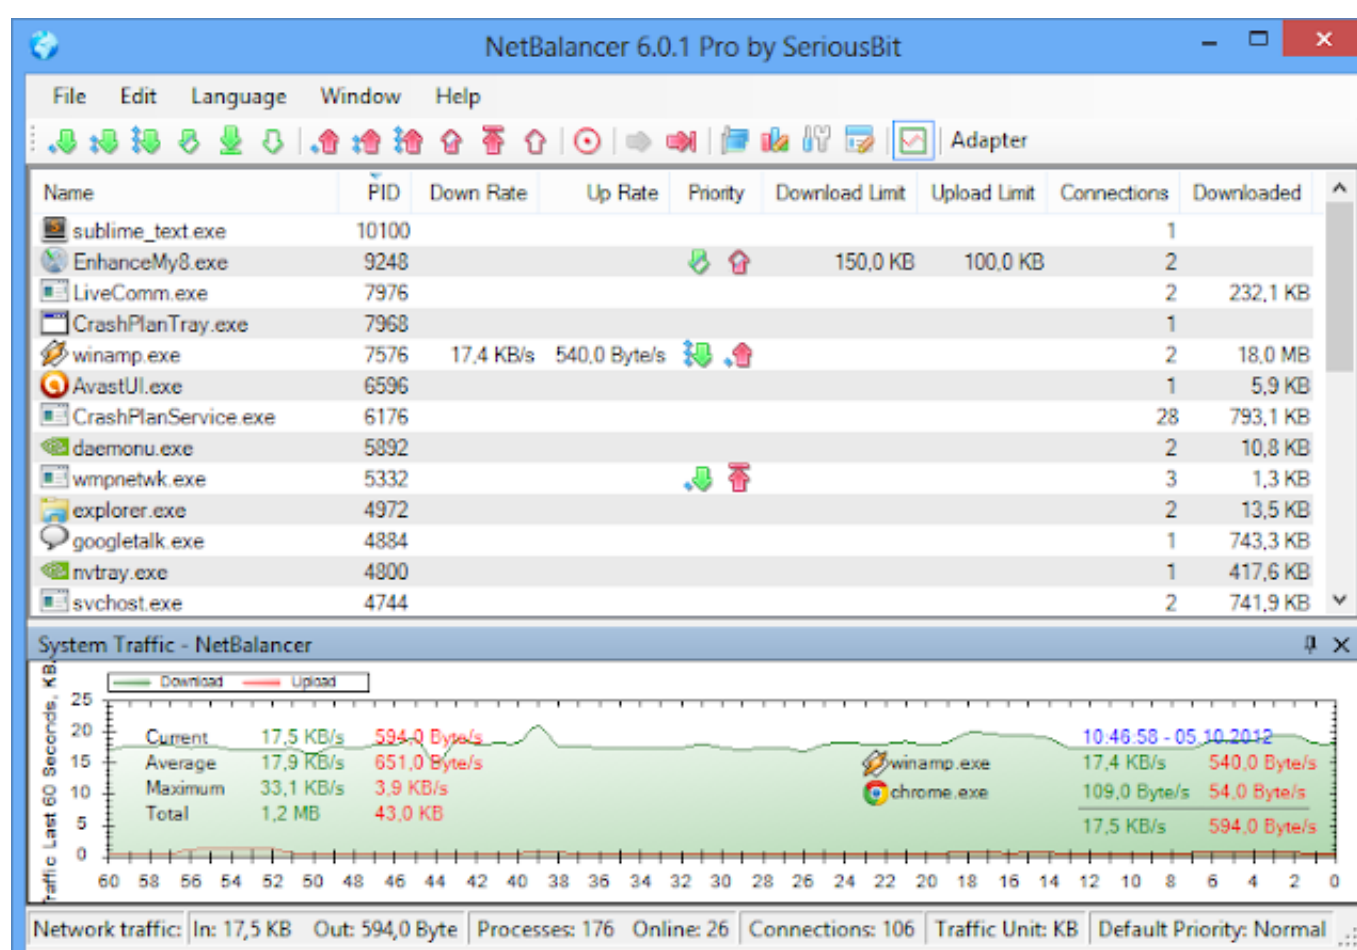 NetBalancer 6.0.1 Pro by SeriousBit
File Edit Language Window Help
Adapter
Name PID Down Rate Up Rate Priority Download Limit Upload Limit Connections Downloaded
sublime_text.exe 10100 1
EnhanceMy8.exe 9248 150,0 KB 100,0 KB 2
LiveComm.exe 7976 2 232,1 KB
CrashPlanTray.exe 7968 1
winamp.exe 7576 17,4 KB/s 540,0 Byte/s 2 18,0 MB
AvastUI.exe 6596 1 5,9 KB
CrashPlanService.exe 6176 28 793,1 KB
daemonu.exe 5892 2 10,8 KB
wmpnetwk.exe 5332 3 1,3 KB
explorer.exe 4972 2 13,5 KB
googletalk.exe 4884 1 743,3 KB
nvtray.exe 4800 1 417,6 KB
svchost.exe 4744 2 741,9 KB
System Traffic - NetBalancer
Traffic Last 60 Seconds, KB
Download Upload
25
20
15
10
5
0
Current 17,5 KB/s 594,0 Byte/s
Average 17,9 KB/s 651,0 Byte/s
Maximum 33,1 KB/s 3,9 KB/s
Total 1,2 MB 43,0 KB
10:46:58 - 05.10.2012
winamp.exe 17,4 KB/s 540,0 Byte/s
chrome.exe 109,0 Byte/s 54,0 Byte/s
17,5 KB/s 594,0 Byte/s
60 58 56 54 52 50 48 46 44 42 40 38 36 34 32 30 28 26 24 22 20 18 16 14 12 10 8 6 4 2 0
Network traffic: In: 17,5 KB Out: 594,0 Byte Processes: 176 Online: 26 Connections: 106 Traffic Unit: KB Default Priority: Normal